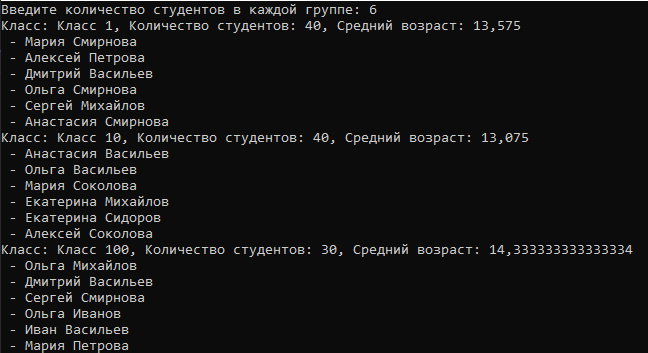 Введите количество студентов в каждой группе: 6
Класс: Класс 1, Количество студентов: 40, Средний возраст: 13,575
 - Мария Смирнова
 - Алексей Петрова
 - Дмитрий Васильев
 - Ольга Смирнова
 - Сергей Михайлов
 - Анастасия Смирнова
Класс: Класс 10, Количество студентов: 40, Средний возраст: 13,075
 - Анастасия Васильев
 - Ольга Васильев
 - Мария Соколова
 - Екатерина Михайлов
 - Екатерина Сидоров
 - Алексей Соколова
Класс: Класс 100, Количество студентов: 30, Средний возраст: 14,333333333333334
 - Ольга Михайлов
 - Дмитрий Васильев
 - Сергей Смирнова
 - Ольга Иванов
 - Иван Васильев
 - Мария Петрова